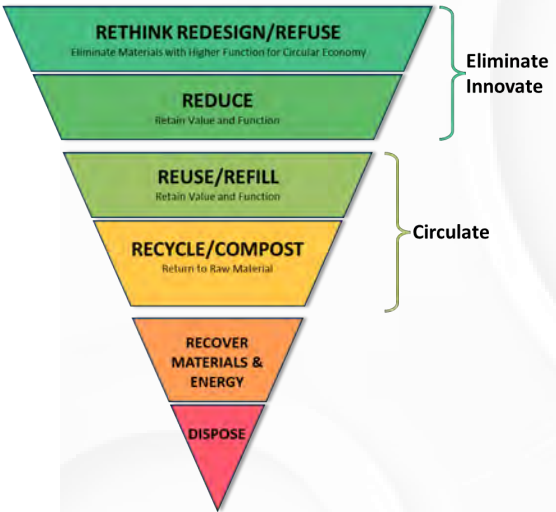 RETHINK REDESIGN/REFUSE
Eliminate Materials with Higher Function for Circular Economy
REDUCE
Retain Value and Function
Eliminate
Innovate
REUSE/REFILL
Retain Value and Function
RECYCLE/COMPOST
Return to Raw Material
Circulate
RECOVER
MATERIALS &
ENERGY
DISPOSE